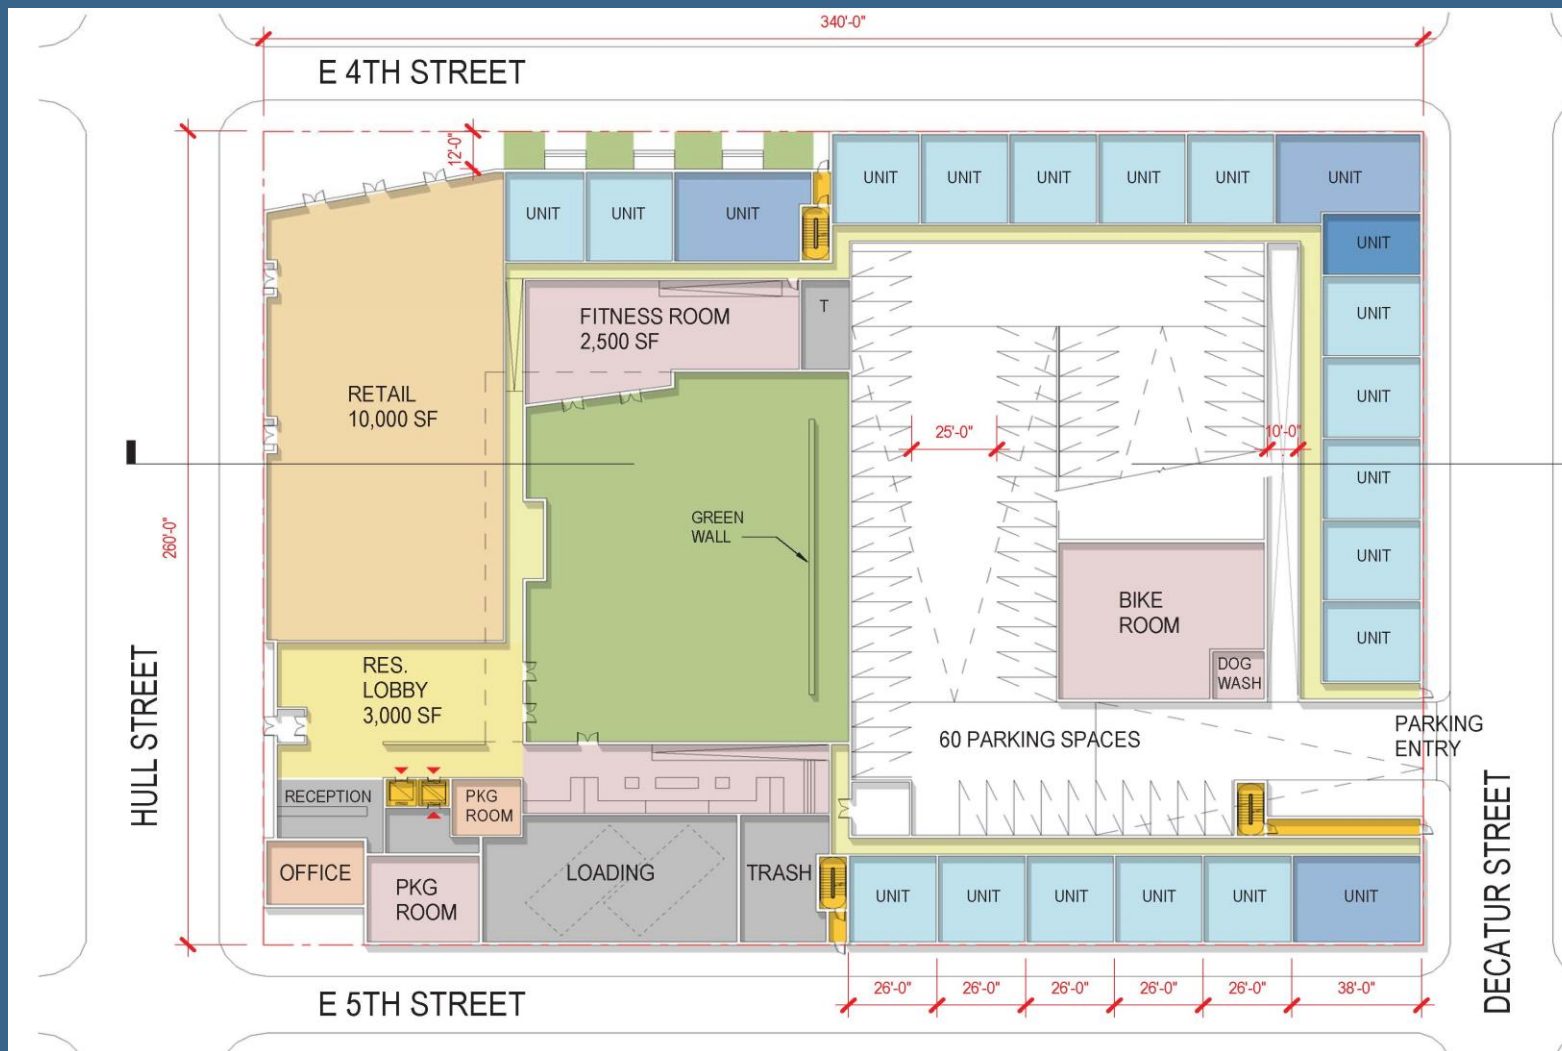 340'-0"
E 4TH STREET
12'-0"
UNIT
UNIT
UNIT
UNIT
UNIT
UNIT
UNIT
UNIT
UNIT
UNIT
FITNESS ROOM
2,500 SF
T
UNIT
RETAIL
10,000 SF
UNIT
25'-0"
10'-0"
UNIT
260'-0"
GREEN
WALL
UNIT
BIKE
ROOM
UNIT
DOG
WASH
RES.
LOBBY
3,000 SF
HULL STREET
60 PARKING SPACES
PARKING
ENTRY
RECEPTION
PKG
ROOM
OFFICE
PKG
ROOM
LOADING
TRASH
UNIT
UNIT
UNIT
UNIT
UNIT
UNIT
DECATUR STREET
E 5TH STREET
26'-0"
26'-0"
26'-0"
26'-0"
26'-0"
38'-0"